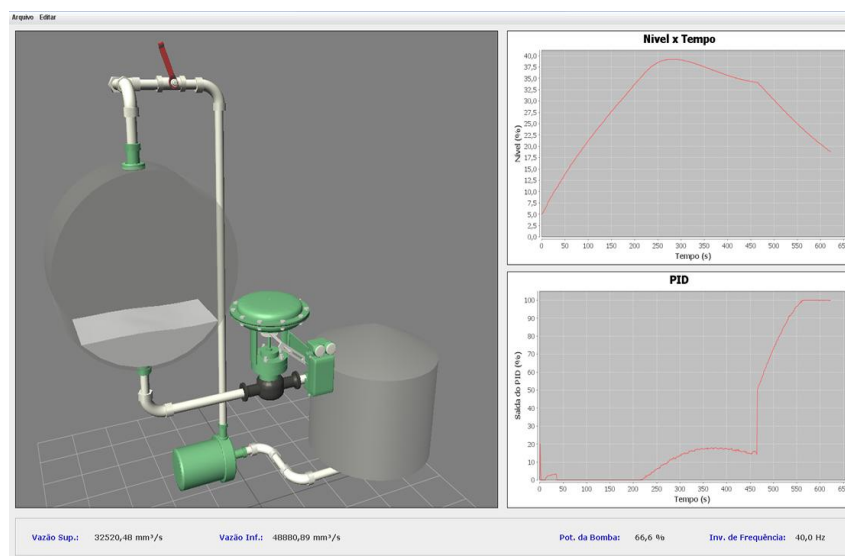 Arquivo Editar
Nivel x Tempo
Nivel (%)
40,0
37,5
35,0
32,5
30,0
27,5
25,0
22,5
20,0
17,5
15,0
12,5
10,0
7,5
5,0
2,5
0,0
0 50 100 150 200 250 300 350 400 450 500 550 600
Tempo (s)
PID
Saída do PID (%)
100
90
80
70
60
50
40
30
20
10
0
0 50 100 150 200 250 300 350 400 450 500 550 600
Tempo (s)
Vazão Sup.: 32520,48 mm³/s Vazão Inf.: 48880,89 mm³/s Pot. da Bomba: 66,6 % Inv. de Frequência: 40,0 Hz